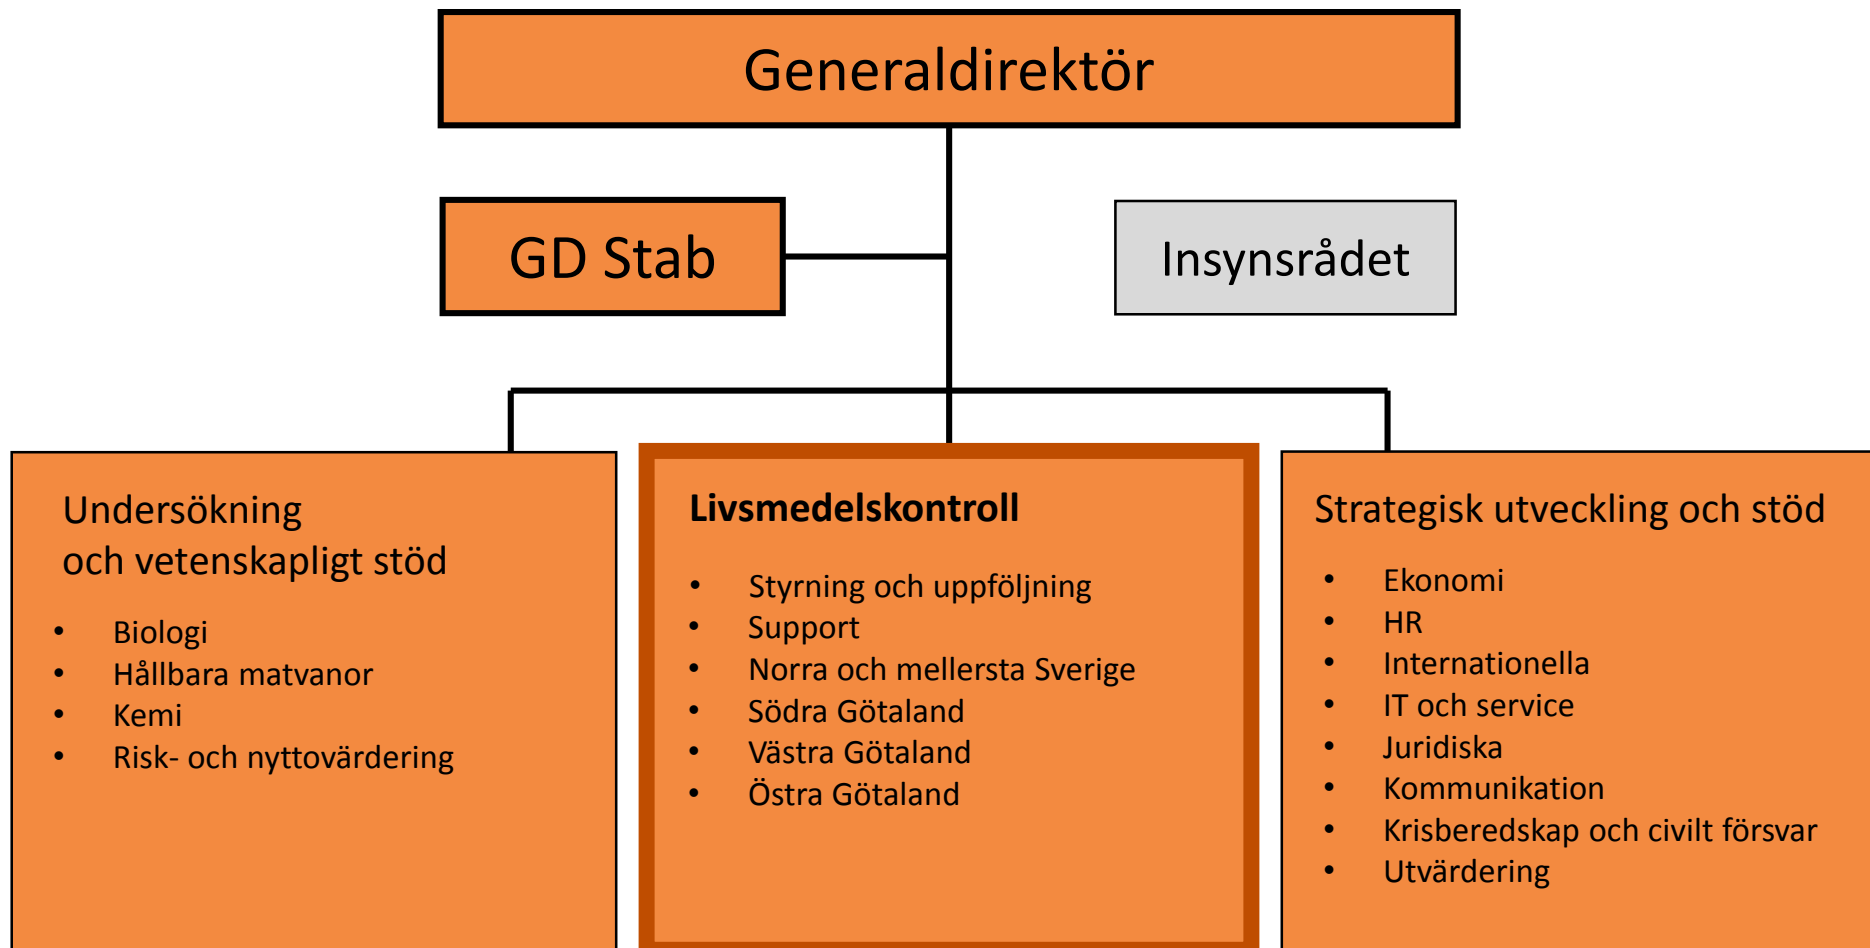 Generaldirektör
GD Stab
Insynsrådet
Undersökning
och vetenskapligt stöd
• Biologi
• Hållbara matvanor
• Kemi
• Risk- och nyttovärdering
Livsmedelskontroll
• Styrning och uppföljning
• Support
• Norra och mellersta Sverige
• Södra Götaland
• Västra Götaland
• Östra Götaland
Strategisk utveckling och stöd
• Ekonomi
• HR
• Internationella
• IT och service
• Juridiska
• Kommunikation
• Krisberedskap och civilt försvar
• Utvärdering